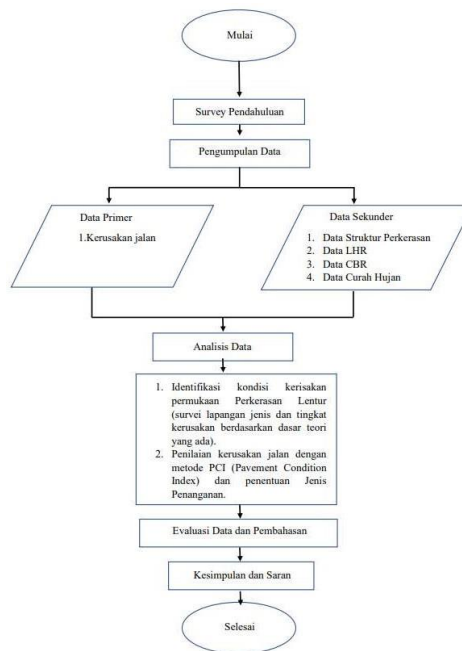 Mulai
Survey Pendahuluan
Pengumpulan Data
Data Primer
1.Kerusakan jalan
Data Sekunder
1. Data Struktur Perkerasan
2. Data LHR
3. Data CBR
4. Data Curah Hujan
Analisis Data
1. Identifikasi kondisi kerisakan
permukaan Perkerasan Lentur
(survei lapangan jenis dan tingkat
kerusakan berdasarkan dasar teori
yang ada).
2. Penilaian kerusakan jalan dengan
metode PCI (Pavement Condition
Index) dan penentuan Jenis
Penanganan.
Evaluasi Data dan Pembahasan
Kesimpulan dan Saran
Selesai